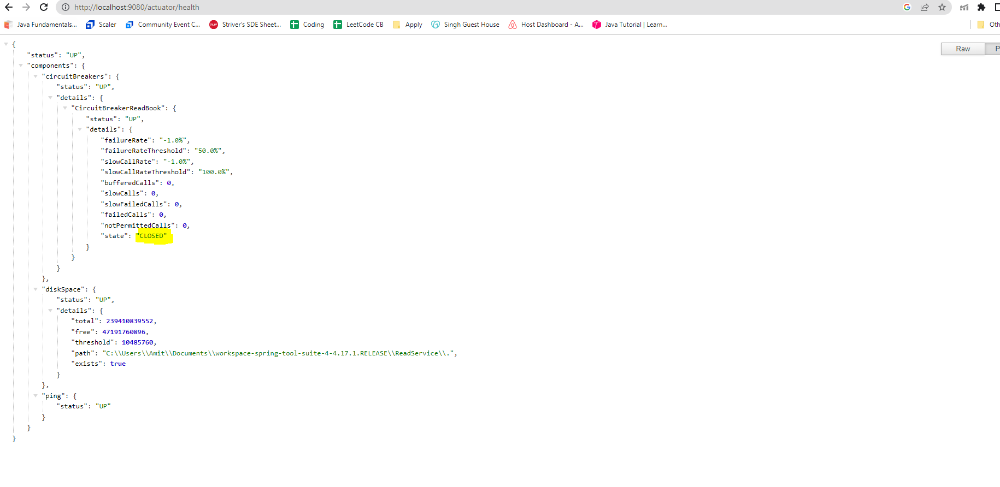 http://localhost:9080/actuator/health
Java Fundamentals... Scaler Community Event C... TUF Striver's SDE Sheet... Coding LeetCode CB Apply Singh Guest House Host Dashboard - A... Java Tutorial | Learn... Oth
Raw P
{
"status": "UP",
"components": {
"circuitBreakers": {
"status": "UP",
"details": {
"CircuitBreakerReadBook": {
"status": "UP",
"details": {
"failureRate": "-1.0%",
"failureRateThreshold": "50.0%",
"slowCallRate": "-1.0%",
"slowCallRateThreshold": "100.0%",
"bufferedCalls": 0,
"slowCalls": 0,
"slowFailedCalls": 0,
"failedCalls": 0,
"notPermittedCalls": 0,
"state": "CLOSED"
}
}
}
},
"diskSpace": {
"status": "UP",
"details": {
"total": 239410839552,
"free": 47191760896,
"threshold": 10485760,
"path": "C:\\Users\\Amit\\Documents\\workspace-spring-tool-suite-4-4.17.1.RELEASE\\ReadService\\.",
"exists": true
}
},
"ping": {
"status": "UP"
}
}
}